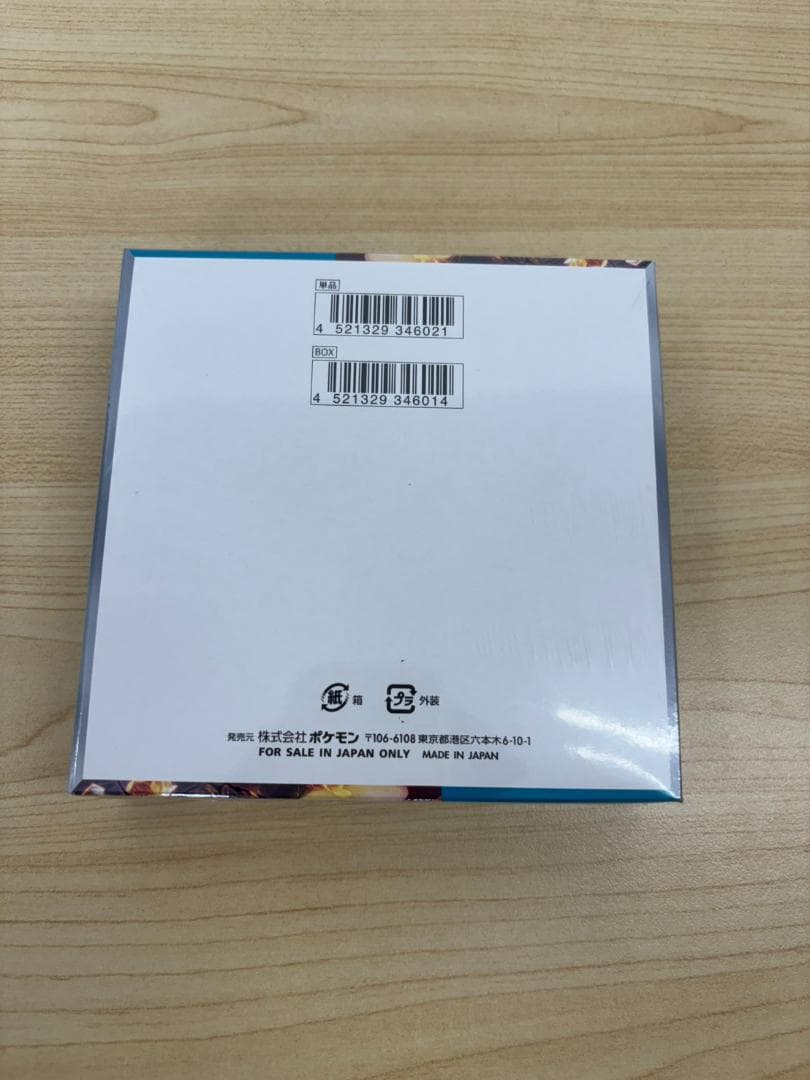 単品
4 521329 346021
BOX
4 521329 346014
紙 箱 プラ 外装
発売元 株式会社 ポケモン 〒106-6108 東京都港区六本木6-10-1
FOR SALE IN JAPAN ONLY MADE IN JAPAN